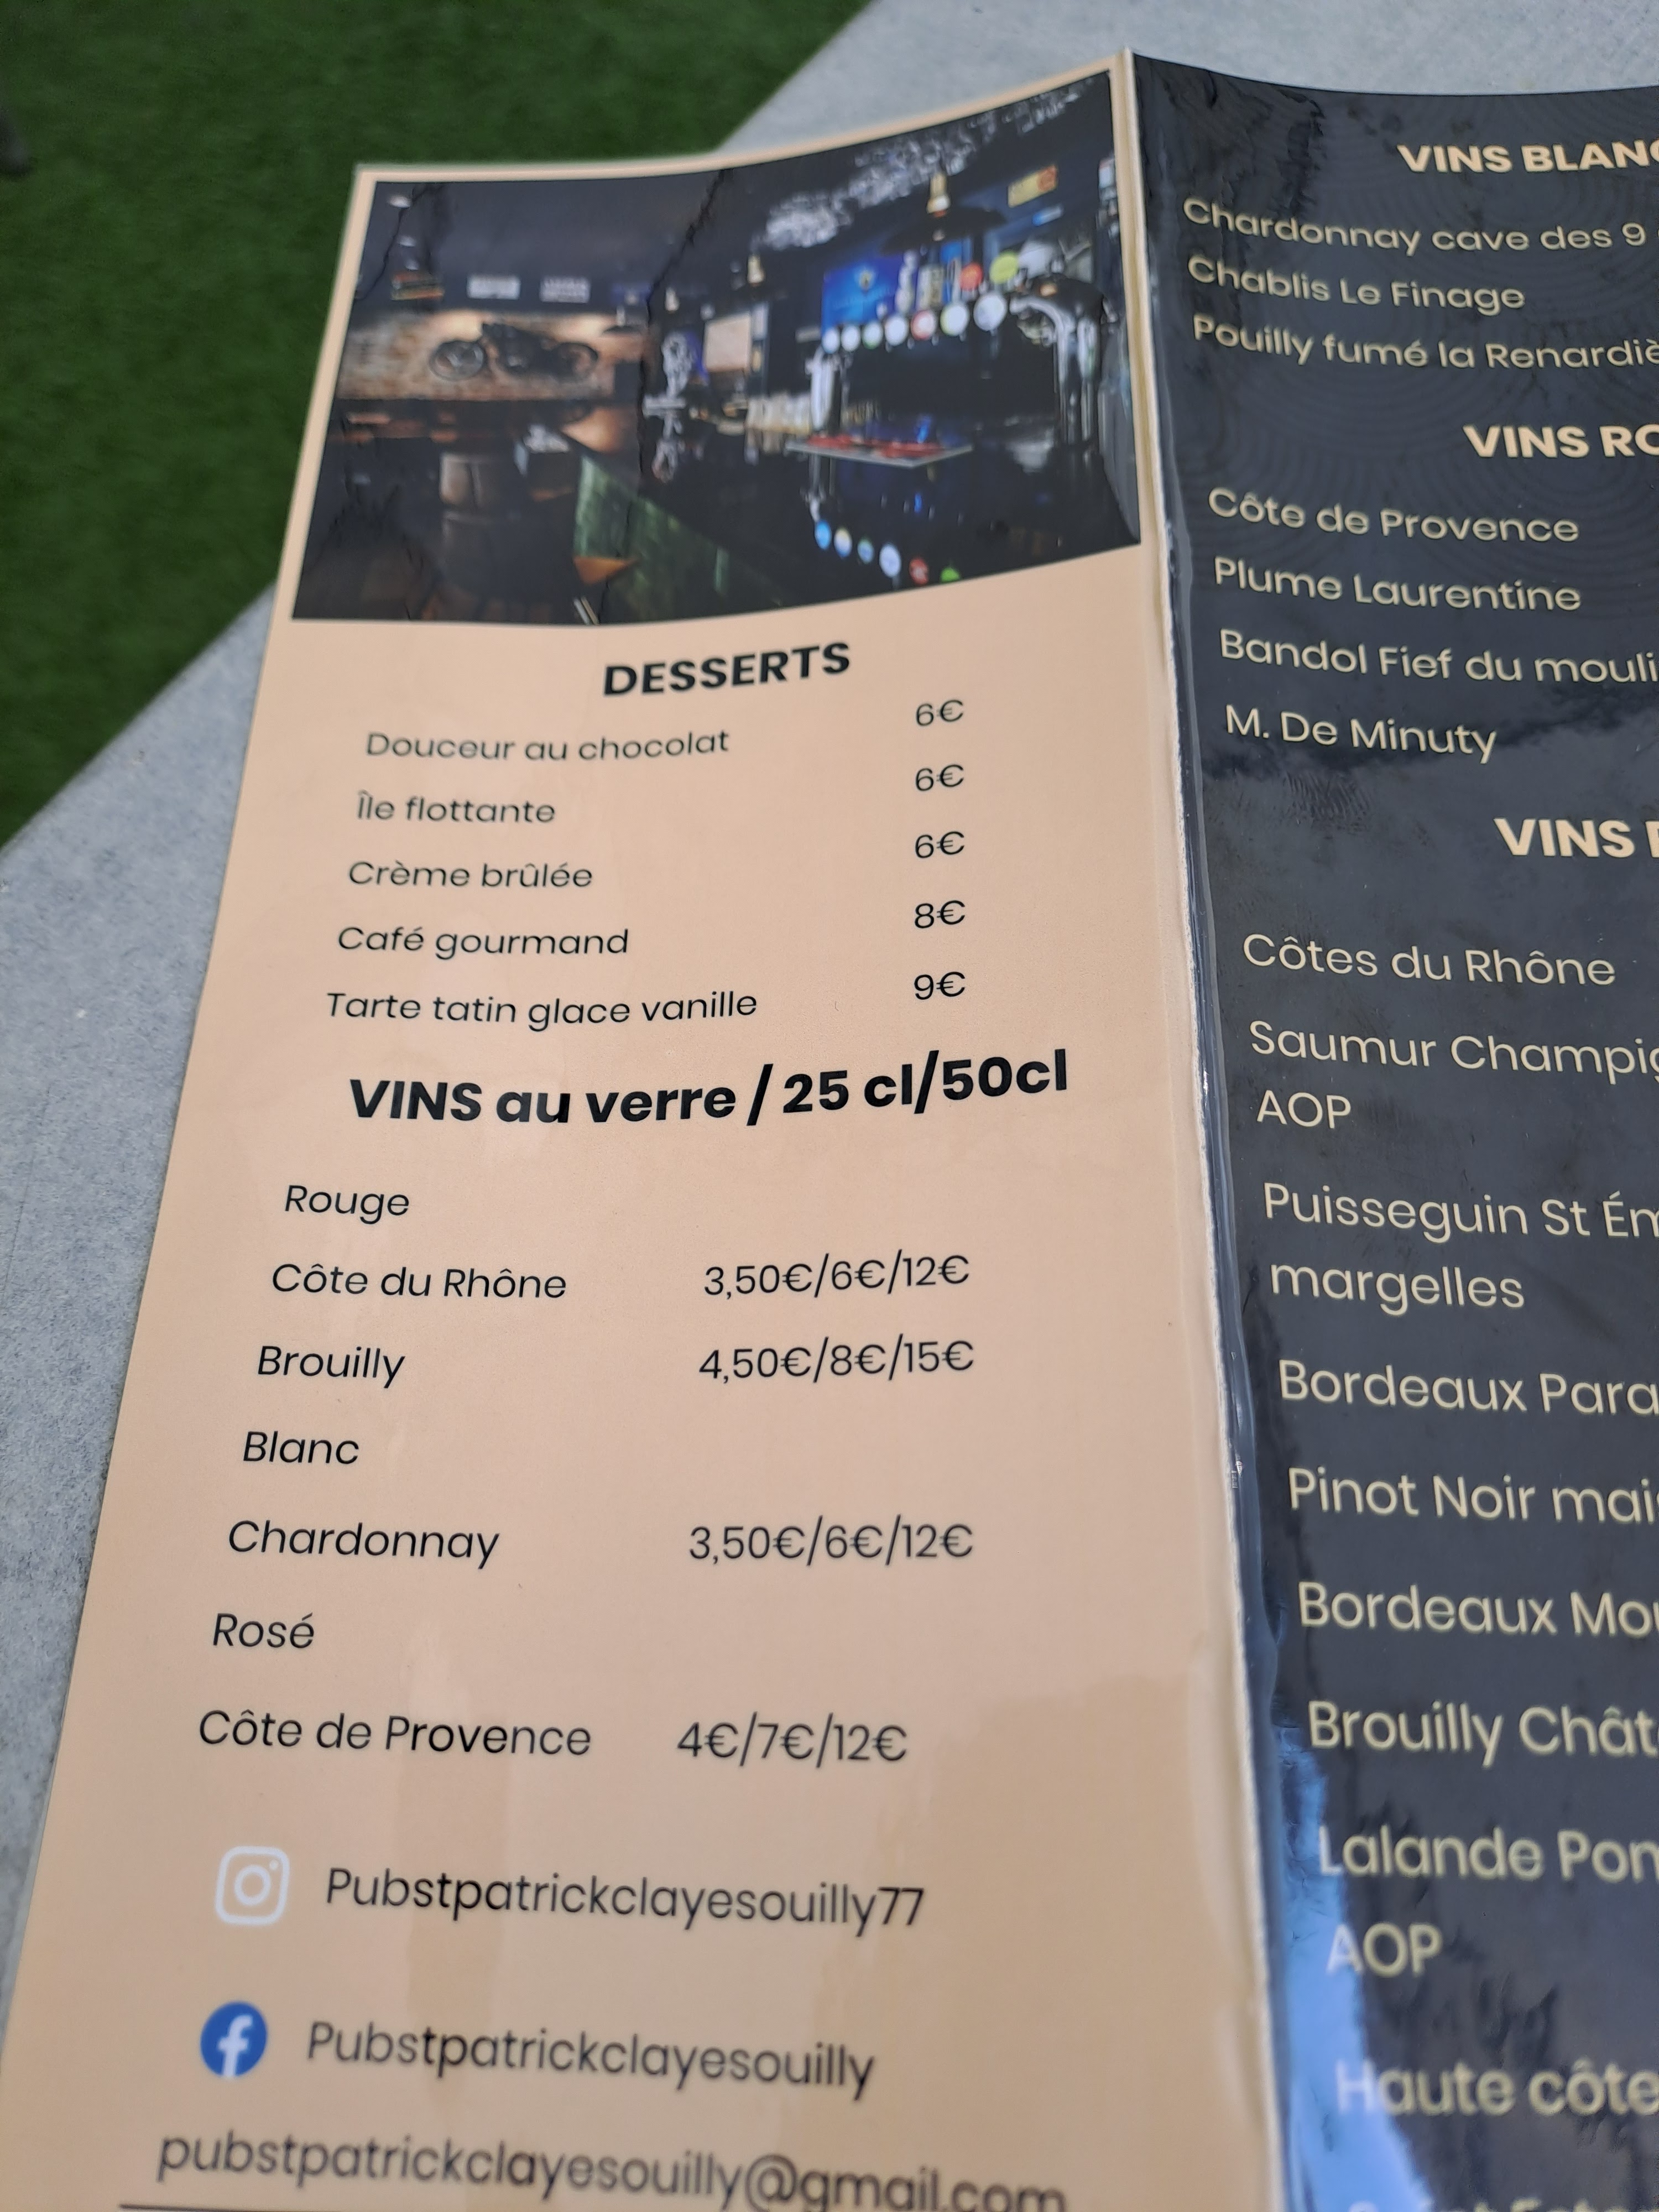 DESSERTS
Douceur au chocolat 6€
Île flottante 6€
Crème brûlée 6€
Café gourmand 8€
Tarte tatin glace vanille 9€
VINS au verre / 25 cl/50cl
Rouge
Côte du Rhône 3,50€/6€/12€
Brouilly 4,50€/8€/15€
Blanc
Chardonnay 3,50€/6€/12€
Rosé
Côte de Provence 4€/7€/12€
Pubstpatrickclayesouilly77
Pubstpatrickclayesouilly
pubstpatrickclayesouilly@gmail.com
VINS
Chardonnay cave des 9
Chablis Le Finage
Pouilly fumé la
VINS
Côte de Provence
Plume Laurentine
Bandol Fief du
M. De Minuty
VINS
Côtes du Rhône
Saumur
AOP
Puisseguin St
margelles
Bordeaux
Pinot Noir
Bordeaux
Brouilly
Lalande
AOP
Haute